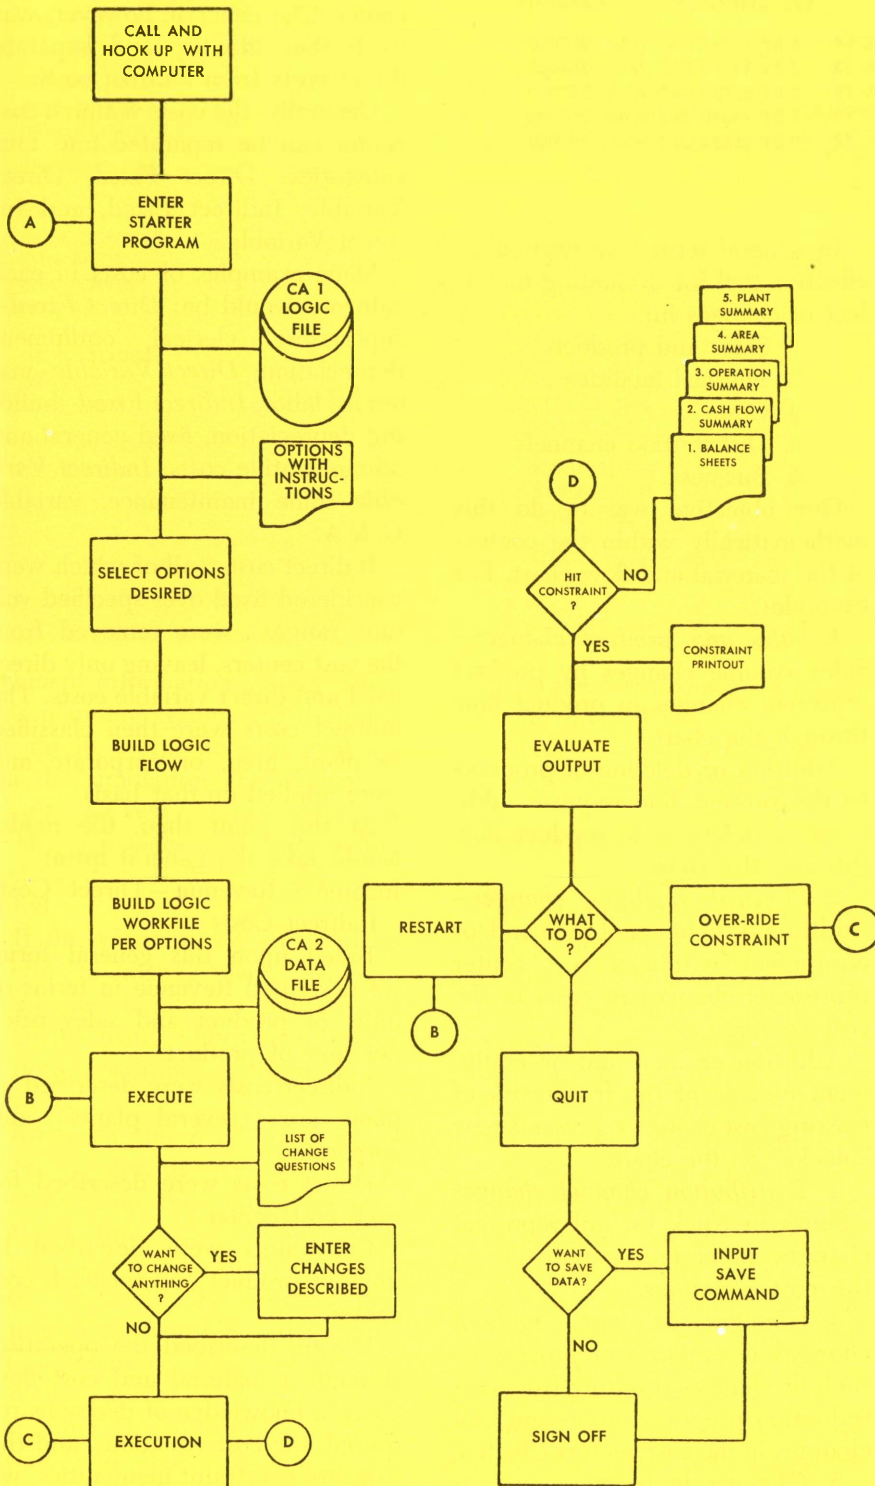 CALL AND
HOOK UP WITH
COMPUTER
A
ENTER
STARTER
PROGRAM
CA 1
LOGIC
FILE
OPTIONS
WITH
INSTRUC-
TIONS
SELECT OPTIONS
DESIRED
BUILD LOGIC
FLOW
BUILD LOGIC
WORKFILE
PER OPTIONS
CA 2
DATA
FILE
B
EXECUTE
LIST OF
CHANGE
QUESTIONS
WANT
TO CHANGE
ANYTHING
?
YES
ENTER
CHANGES
DESCRIBED
NO
C
EXECUTION
D
5. PLANT
SUMMARY
4. AREA
SUMMARY
3. OPERATION
SUMMARY
2. CASH FLOW
SUMMARY
1. BALANCE
SHEETS
D
HIT
CONSTRAINT
?
NO
YES
CONSTRAINT
PRINTOUT
EVALUATE
OUTPUT
RESTART
WHAT
TO DO
?
OVER-RIDE
CONSTRAINT
C
B
QUIT
WANT
TO SAVE
DATA?
YES
INPUT
SAVE
COMMAND
NO
SIGN OFF